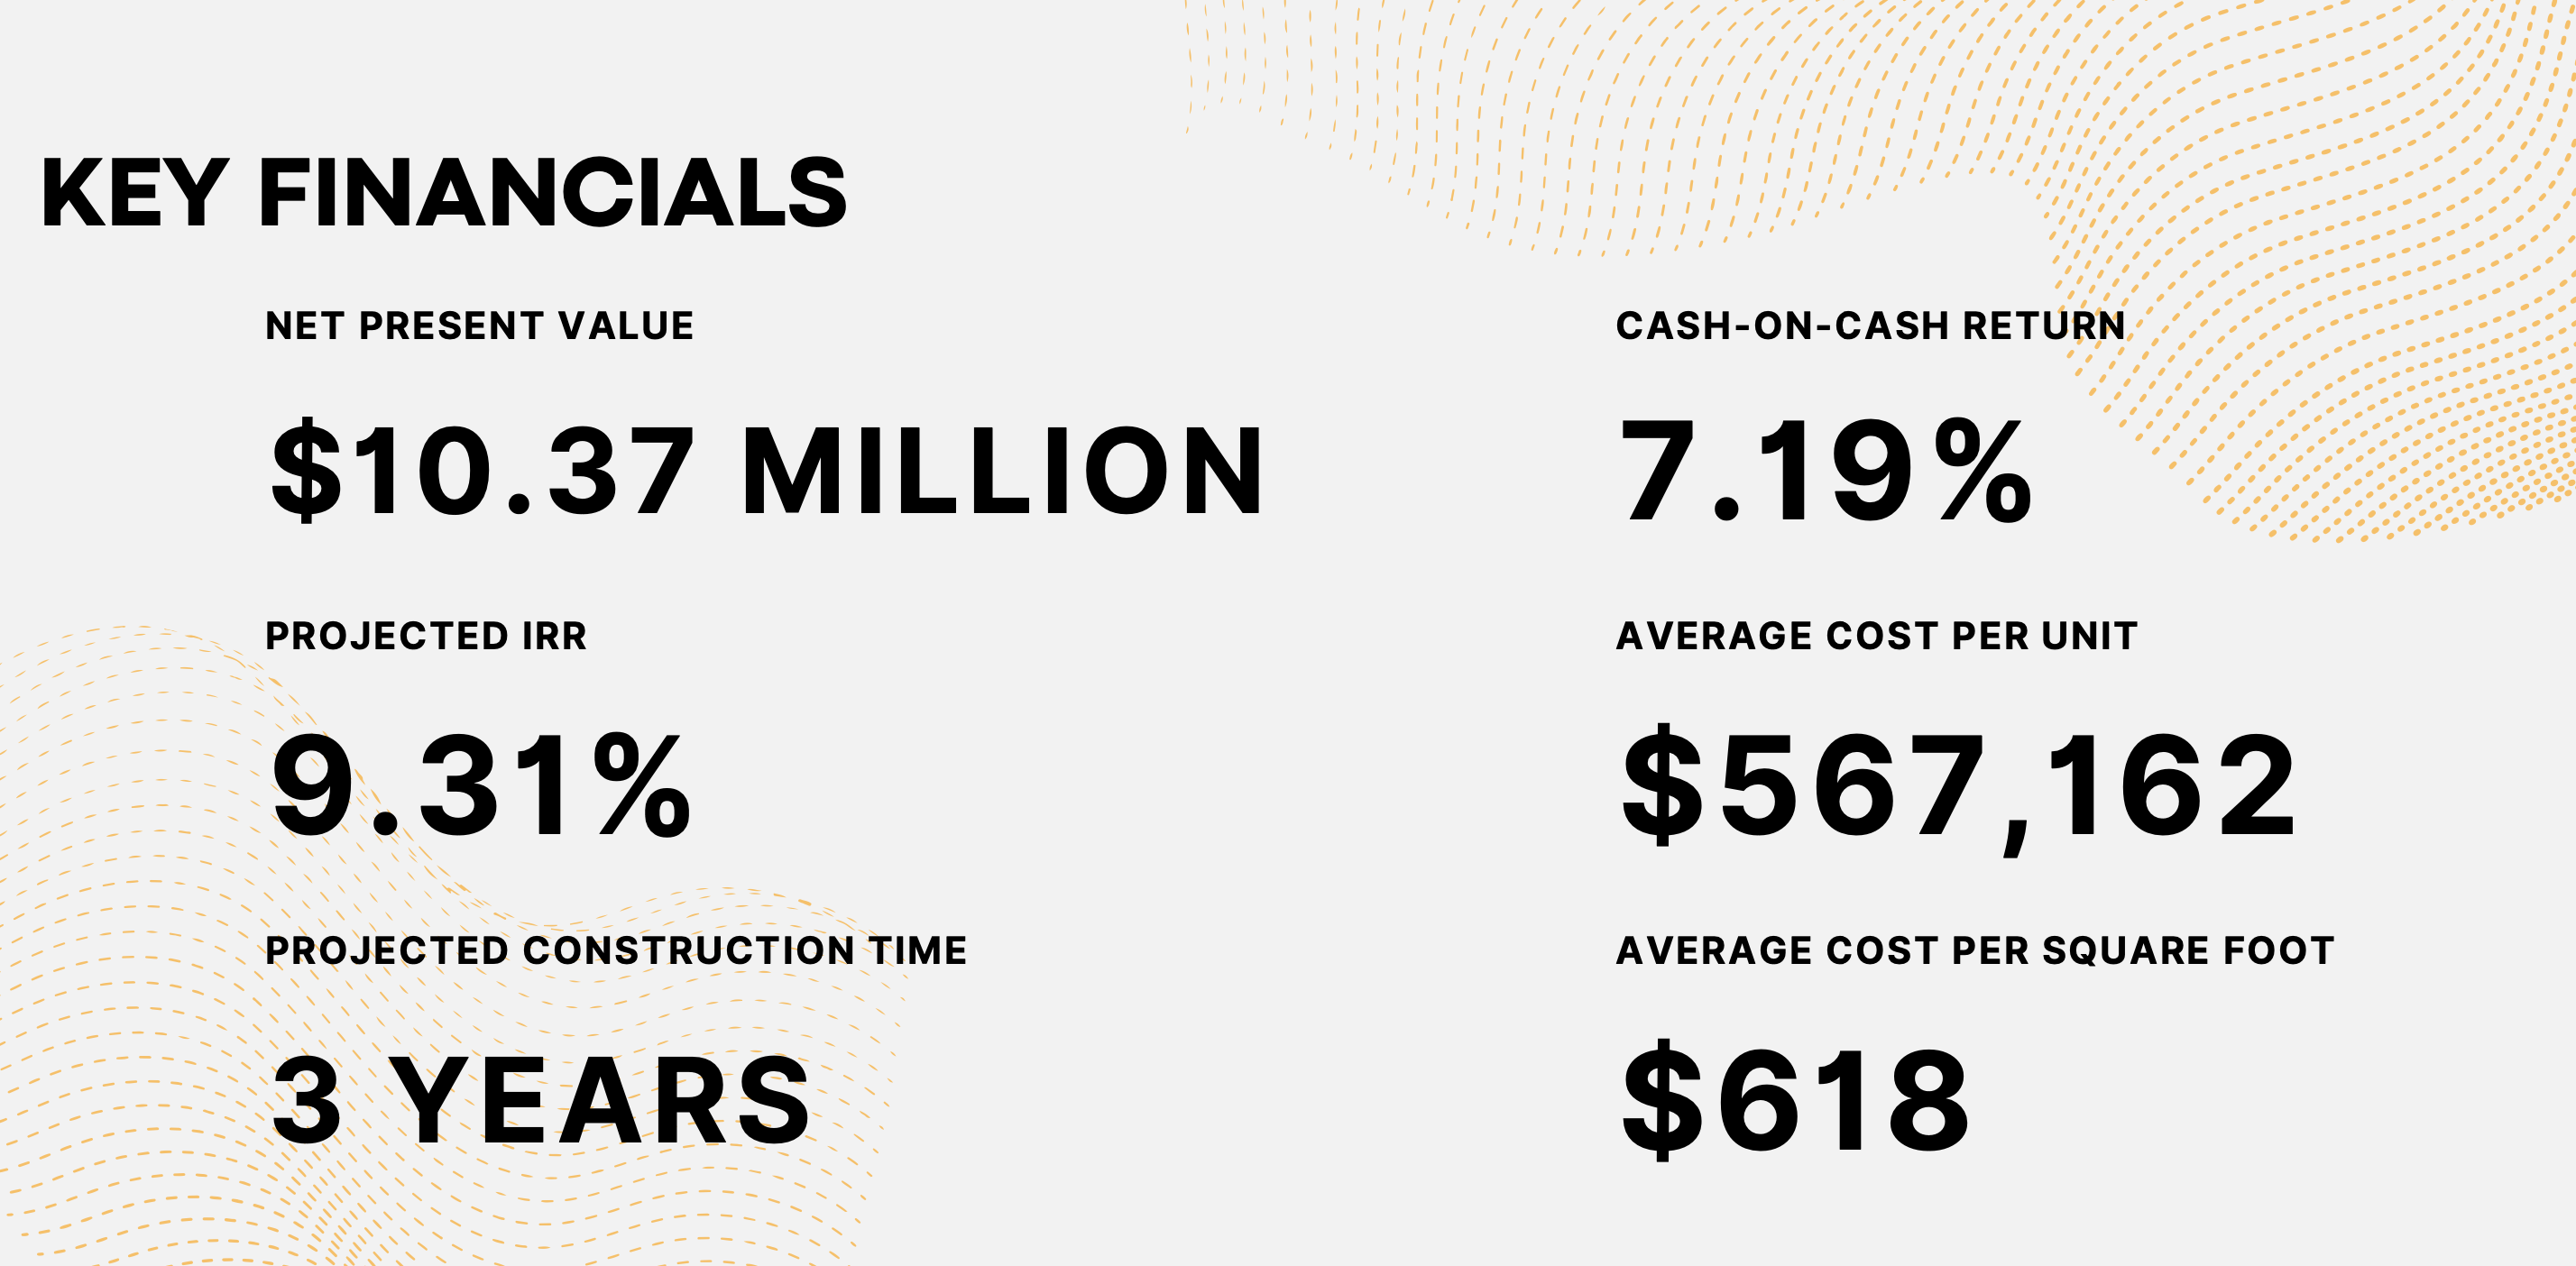 KEY FINANCIALS
NET PRESENT VALUE
$10.37 MILLION
PROJECTED IRR
9.31%
PROJECTED CONSTRUCTION TIME
3 YEARS
CASH-ON-CASH RETURN
7.19%
AVERAGE COST PER UNIT
$567,162
AVERAGE COST PER SQUARE FOOT
$618